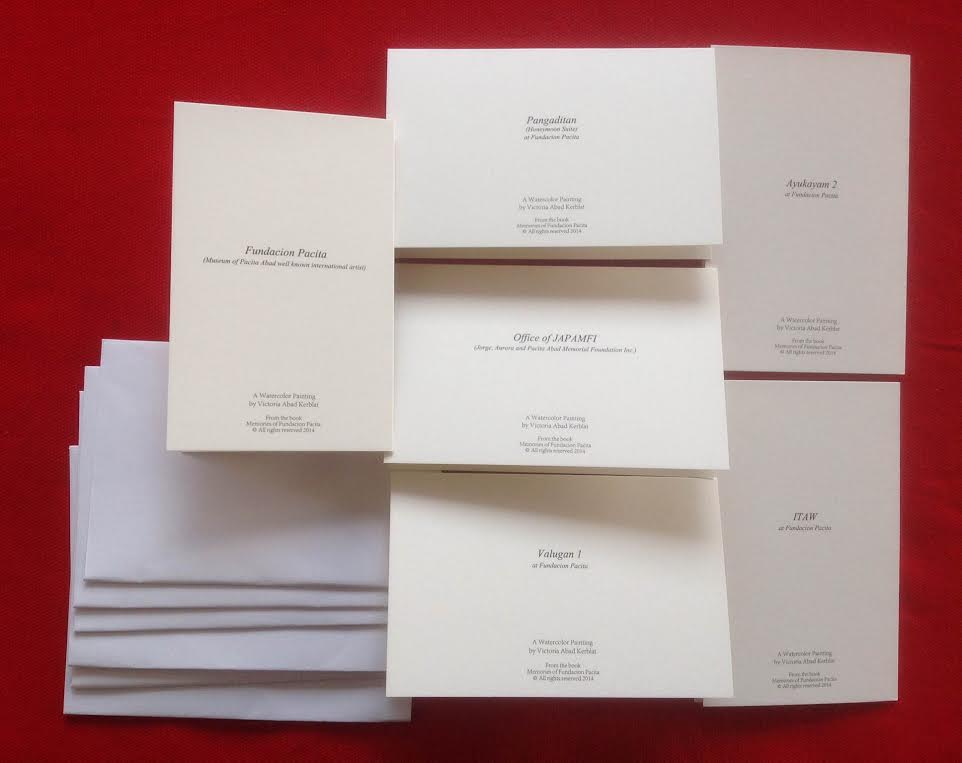 Fundacion Pacita
(Museum of Pacita Abad well known international artist)
A Watercolor Painting
by Victoria Abad Kerblat
From the book
Memories of Fundacion Pacita
© All rights reserved 2014
Pangaditan
(Honeymoon Suite)
at Fundacion Pacita
A Watercolor Painting
by Victoria Abad Kerblat
From the book
Memories of Fundacion Pacita
© All rights reserved 2014
Office of JAPAMFI
(Jorge, Aurora and Pacita Abad Memorial Foundation Inc.)
A Watercolor Painting
by Victoria Abad Kerblat
From the book
Memories of Fundacion Pacita
© All rights reserved 2014
Valugan 1
at Fundacion Pacita
A Watercolor Painting
by Victoria Abad Kerblat
From the book
Memories of Fundacion Pacita
© All rights reserved 2014
Ayukayam 2
at Fundacion Pacita
A Watercolor Painting
by Victoria Abad Kerblat
From the book
Memories of Fundacion Pacita
© All rights reserved 2014
ITAW
at Fundacion Pacita
A Watercolor Painting
by Victoria Abad Kerblat
From the book
Memories of Fundacion Pacita
© All rights reserved 2014